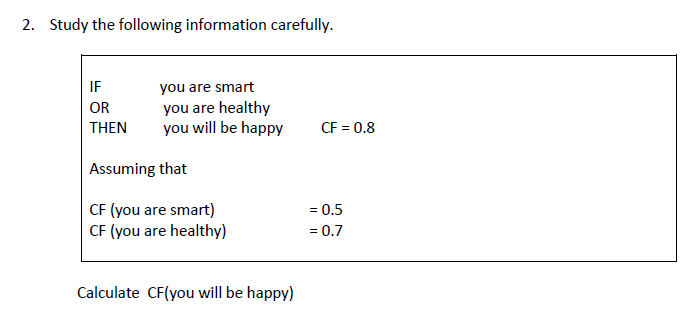 2. Study the following information carefully.
IF you are smart
OR you are healthy
THEN you will be happy CF = 0.8
Assuming that
CF (you are smart) = 0.5
CF (you are healthy) = 0.7
Calculate CF(you will be happy)